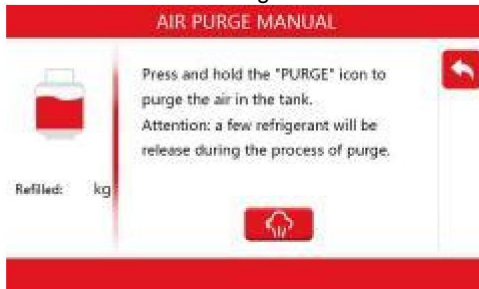 AIR PURGE MANUAL
Press and hold the "PURGE" icon to
purge the air in the tank.
Attention: a few refrigerant will be
release during the process of purge.
Refilled: kg